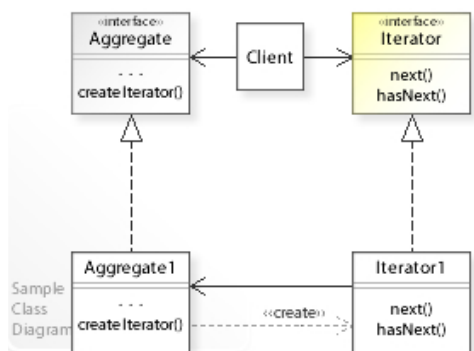 «interface»
Aggregate
. . .
createIterator()
Client
«interface»
Iterator
next()
hasNext()
Aggregate1
. . .
createIterator()
Iterator1
next()
hasNext()
«create»
Sample
Class
Diagram